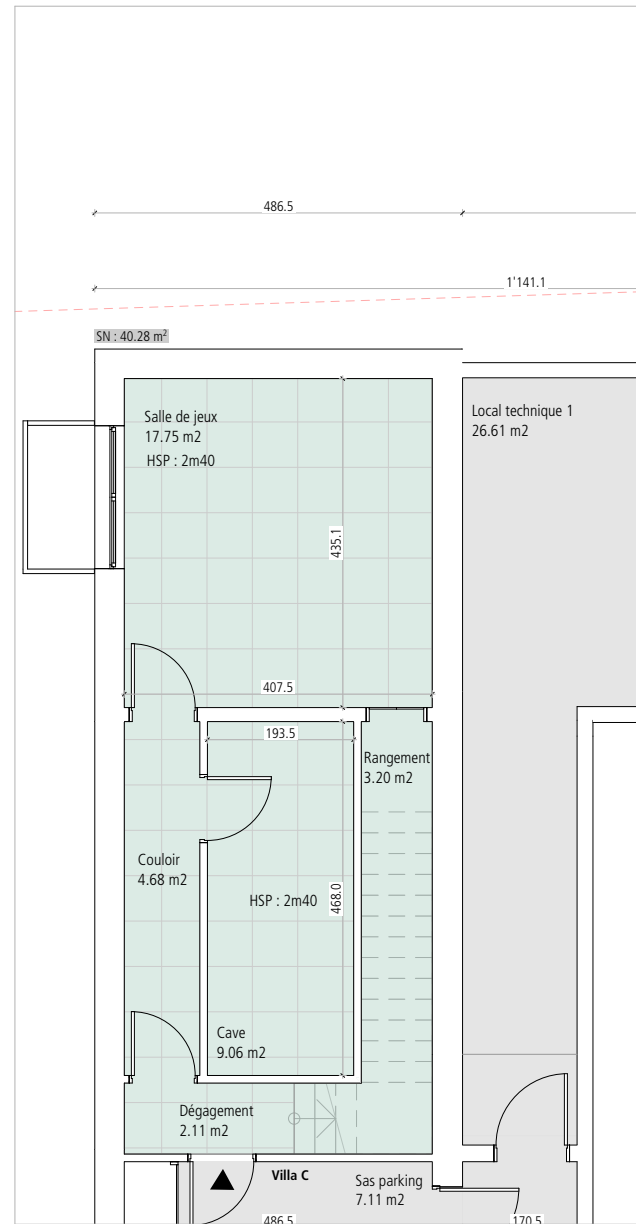 486.5
1'141.1
SN : 40.28 m²
Salle de jeux
17.75 m2
HSP : 2m40
Local technique 1
26.61 m2
435.1
407.5
193.5
Rangement
3.20 m2
Couloir
4.68 m2
HSP : 2m40
468.0
Cave
9.06 m2
Dégagement
2.11 m2
Villa C
Sas parking
7.11 m2
486.5
170.5